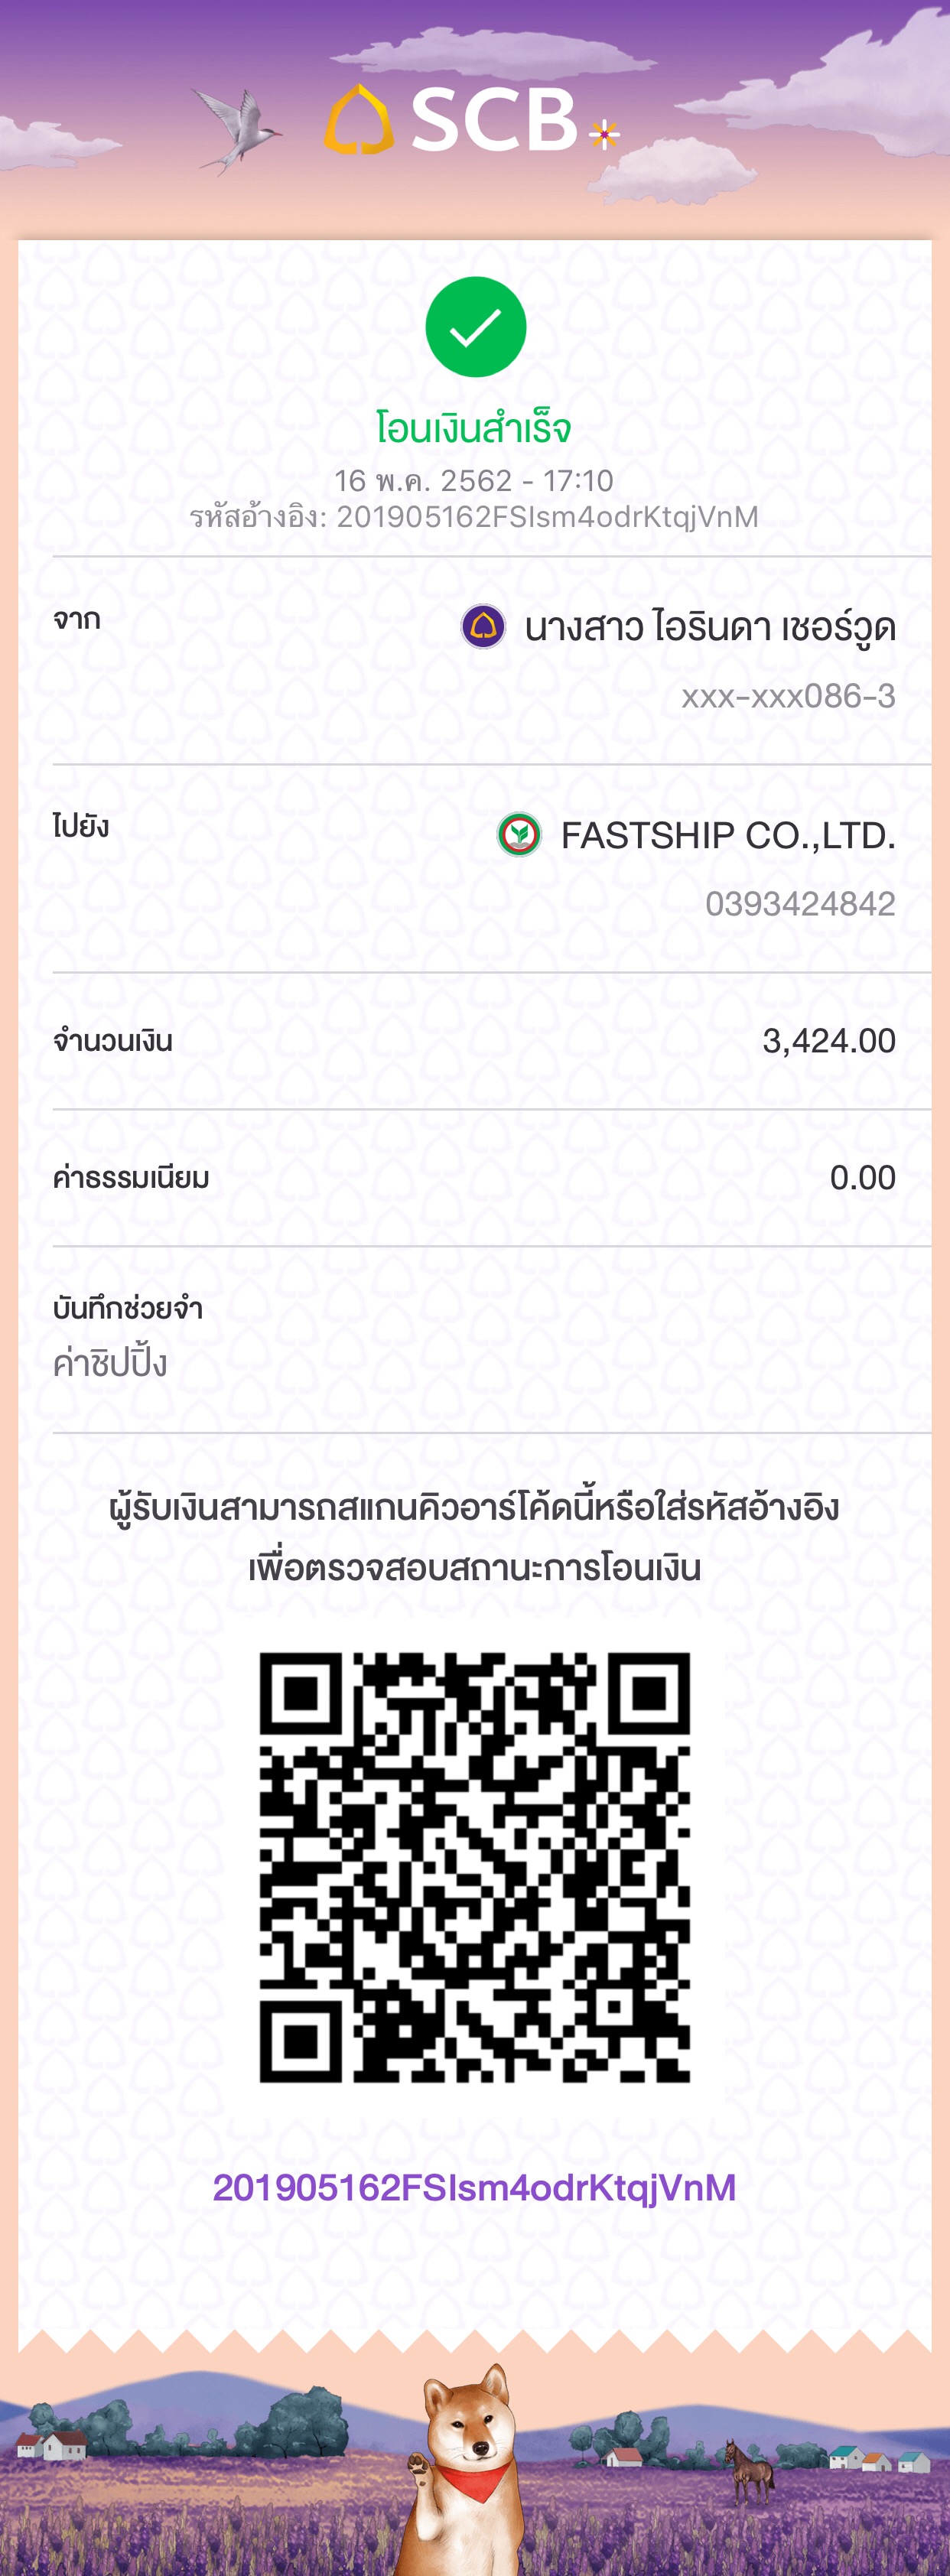 SCB
โอนเงินสำเร็จ
16 พ.ค. 2562 - 17:10
รหัสอ้างอิง: 201905162FSIsm4odrKtqjVnM
จาก
นางสาว ไอรินดา เชอร์วูด
xxx-xxx086-3
ไปยัง
FASTSHIP CO.,LTD.
0393424842
จำนวนเงิน
3,424.00
ค่าธรรมเนียม
0.00
บันทึกช่วยจำ
ค่าชิปปิ้ง
ผู้รับเงินสามารถสแกนคิวอาร์โค้ดนี้หรือใส่รหัสอ้างอิง
เพื่อตรวจสอบสถานะการโอนเงิน
201905162FSIsm4odrKtqjVnM